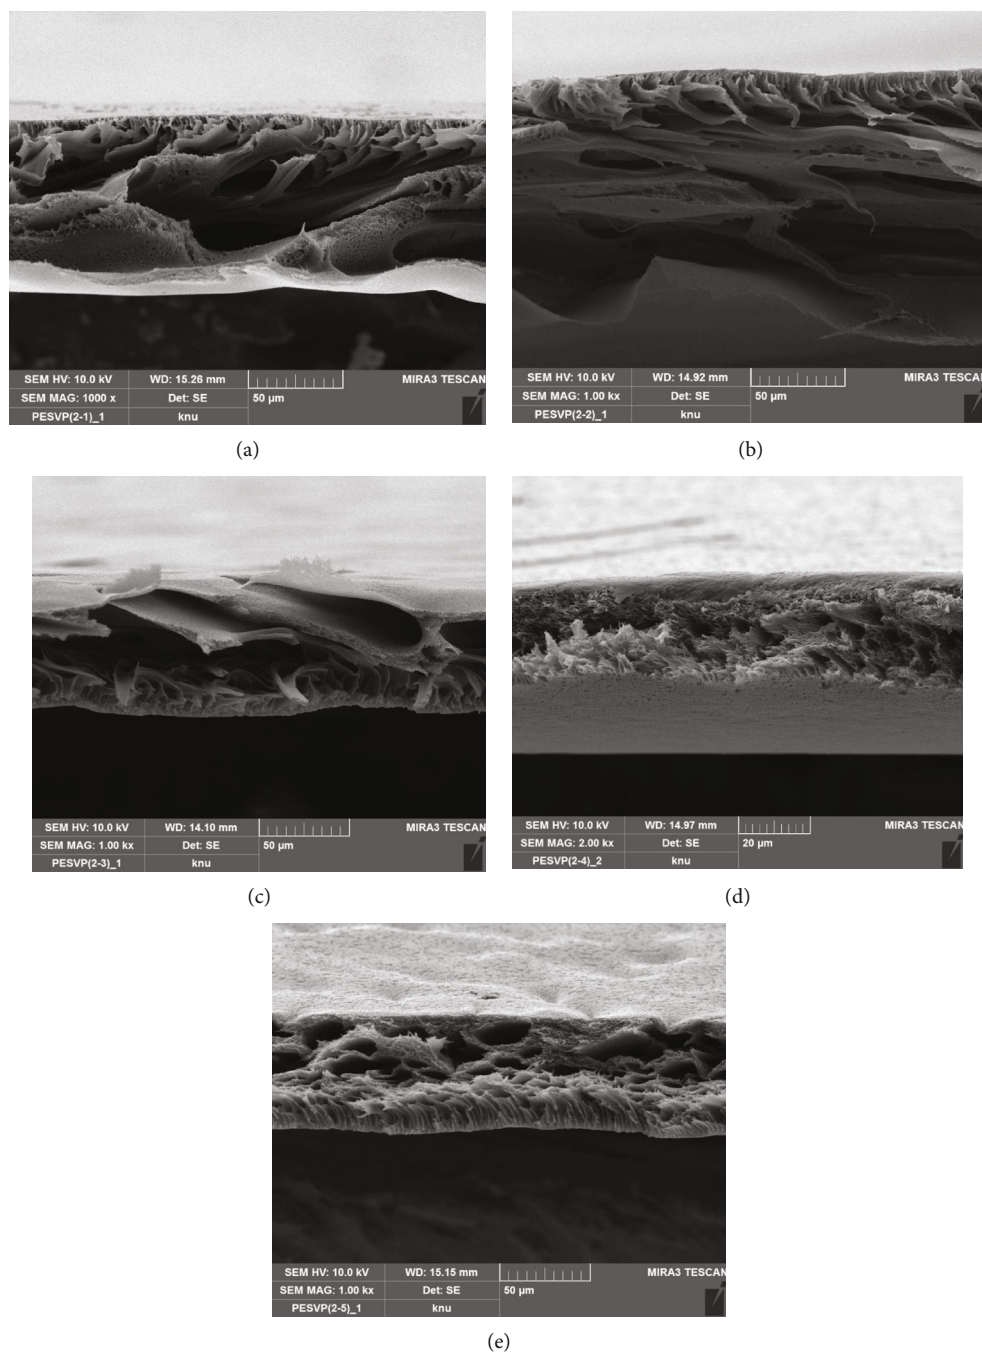 SEM HV: 10.0 kV WD: 15.26 mm MIRA3 TESCAN
SEM MAG: 1000 x Det: SE 50 µm
PESVP(2-1)_1 knu
(a)
SEM HV: 10.0 kV WD: 14.92 mm MIRA3 TESCAN
SEM MAG: 1.00 kx Det: SE 50 µm
PESVP(2-2)_1 knu
(b)
SEM HV: 10.0 kV WD: 14.10 mm MIRA3 TESCAN
SEM MAG: 1.00 kx Det: SE 50 µm
PESVP(2-3)_1 knu
(c)
SEM HV: 10.0 kV WD: 14.97 mm MIRA3 TESCAN
SEM MAG: 2.00 kx Det: SE 20 µm
PESVP(2-4)_2 knu
(d)
SEM HV: 10.0 kV WD: 15.15 mm MIRA3 TESCAN
SEM MAG: 1.00 kx Det: SE 50 µm
PESVP(2-5)_1 knu
(e)